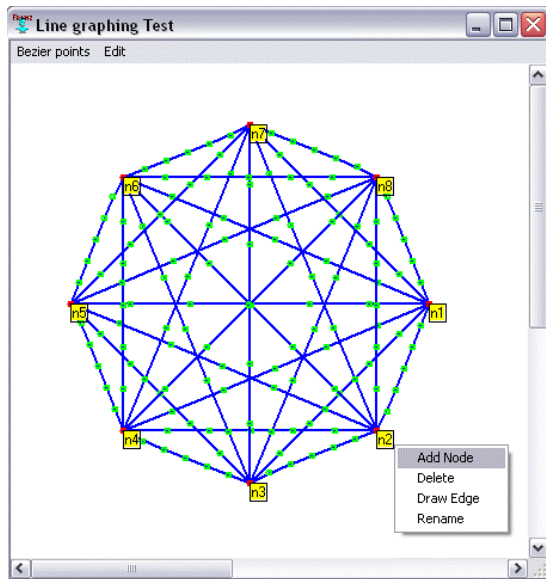 FRANZ
Line graphing Test
Bezier points Edit
n7
n6
n8
n5
n1
n4
n2
n3
Add Node
Delete
Draw Edge
Rename